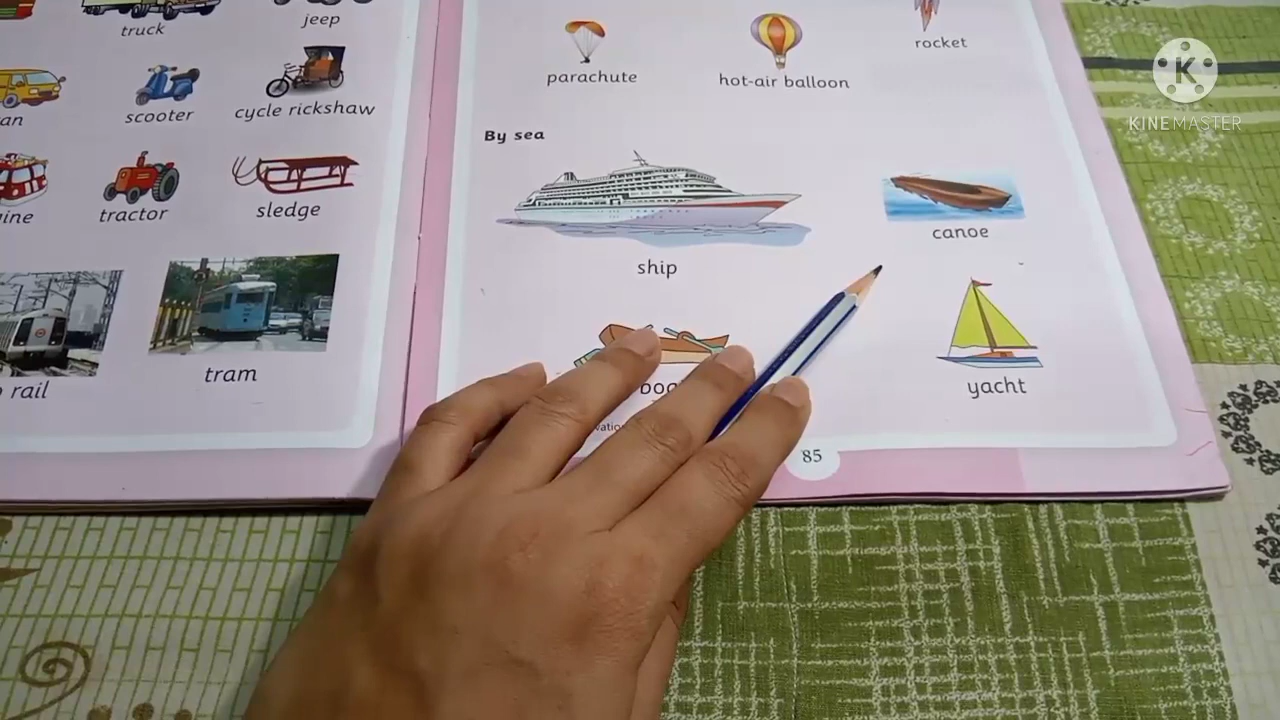 truck
jeep
scooter
cycle rickshaw
tractor
sledge
rail
tram
parachute
hot-air balloon
rocket
By sea
ship
canoe
yacht
85
KINEMASTER